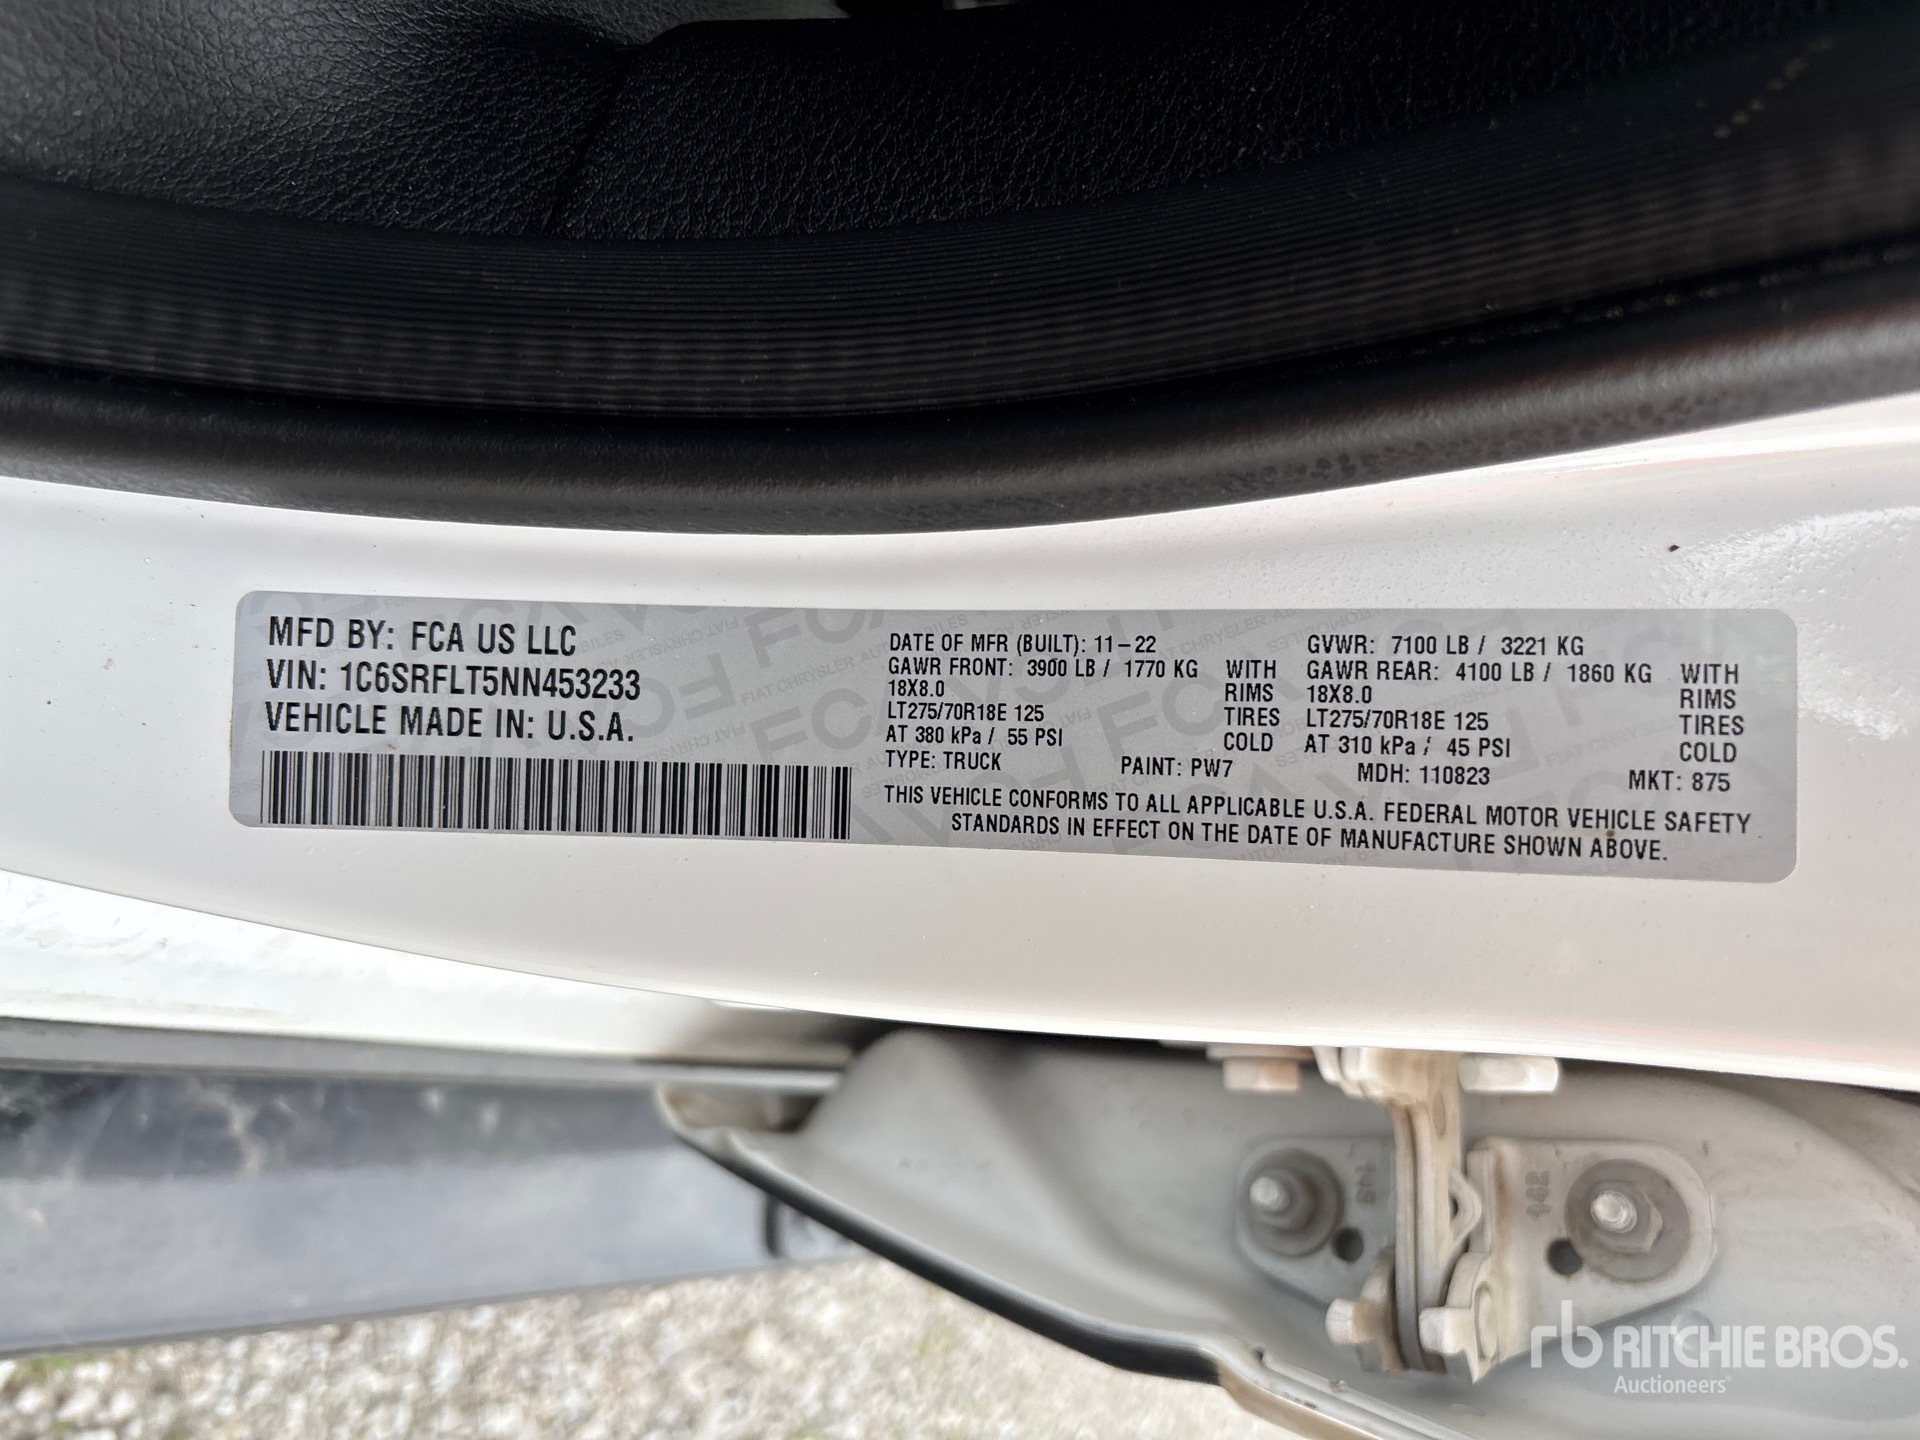 MFD BY: FCA US LLC
VIN: 1C6SRFLT5NN453233
VEHICLE MADE IN: U.S.A.
DATE OF MFR (BUILT): 11-22 GVWR: 7100 LB / 3221 KG
GAWR FRONT: 3900 LB / 1770 KG WITH GAWR REAR: 4100 LB / 1860 KG WITH
18X8.0 RIMS 18X8.0 RIMS
LT275/70R18E 125 TIRES LT275/70R18E 125 TIRES
AT 380 kPa / 55 PSI COLD AT 310 kPa / 45 PSI COLD
TYPE: TRUCK PAINT: PW7 MDH: 110823 MKT: 875
THIS VEHICLE CONFORMS TO ALL APPLICABLE U.S.A. FEDERAL MOTOR VEHICLE SAFETY
STANDARDS IN EFFECT ON THE DATE OF MANUFACTURE SHOWN ABOVE.
142
rb RITCHIE BROS.
Auctioneers